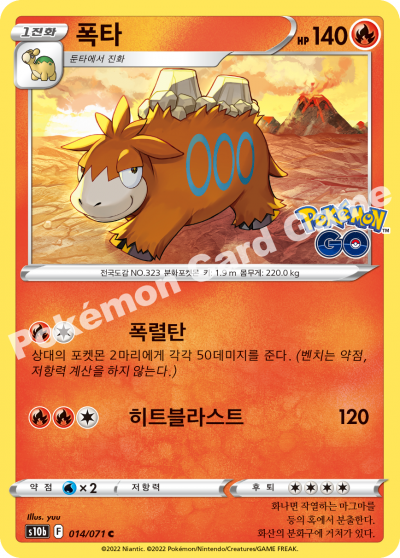 1진화
폭타
HP 140
둔타에서 진화
Pokémon GO
전국도감 NO.323 분화포켓몬 키: 1.9 m 몸무게: 220.0 kg
Pokémon Card Game
폭렬탄
상대의 포켓몬 2마리에게 각각 50데미지를 준다. (벤치는 약점,
저항력 계산을 하지 않는다.)
히트블라스트 120
약점 ×2 저항력 후퇴
Illus. yuu
s10b F 014/071 C
화나면 작열하는 마그마를
등의 혹에서 분출한다.
화산의 분화구에 거처가 있다.
©2022 Niantic. ©2022 Pokémon/Nintendo/Creatures/GAME FREAK.